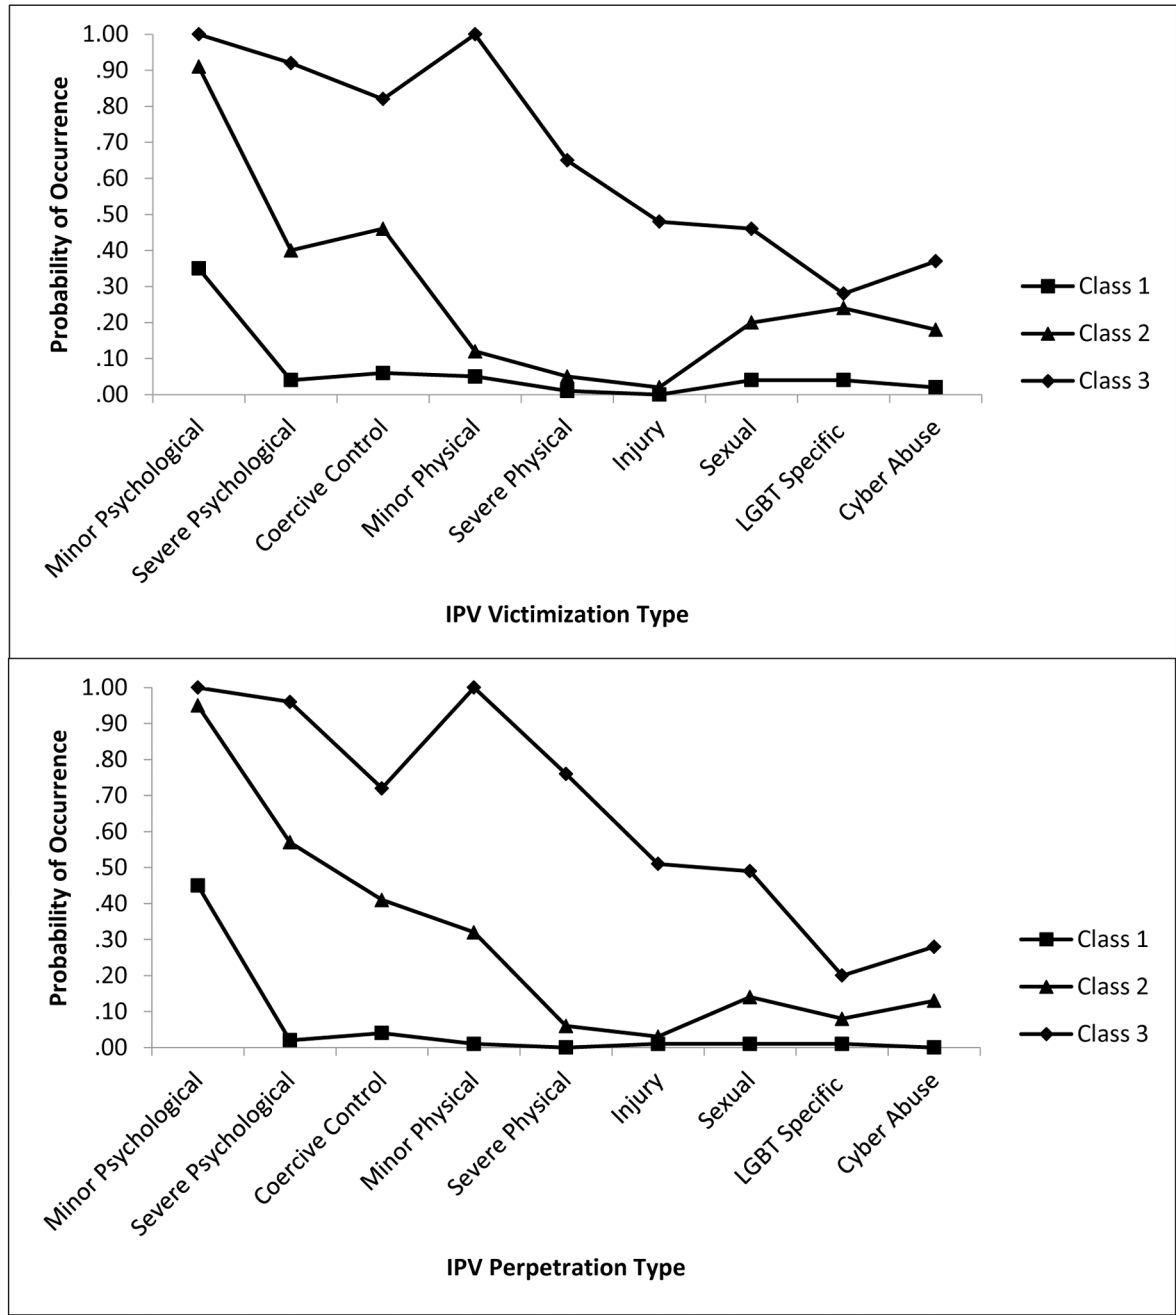 1.00
.90
.80
.70
.60
.50
.40
.30
.20
.10
.00
Probability of Occurrence
Minor Psychological
Severe Psychological
Coercive Control
Minor Physical
Severe Physical
Injury
Sexual
LGBT Specific
Cyber Abuse
IPV Victimization Type
Class 1
Class 2
Class 3
1.00
.90
.80
.70
.60
.50
.40
.30
.20
.10
.00
Probability of Occurrence
Minor Psychological
Severe Psychological
Coercive Control
Minor Physical
Severe Physical
Injury
Sexual
LGBT Specific
Cyber Abuse
IPV Perpetration Type
Class 1
Class 2
Class 3